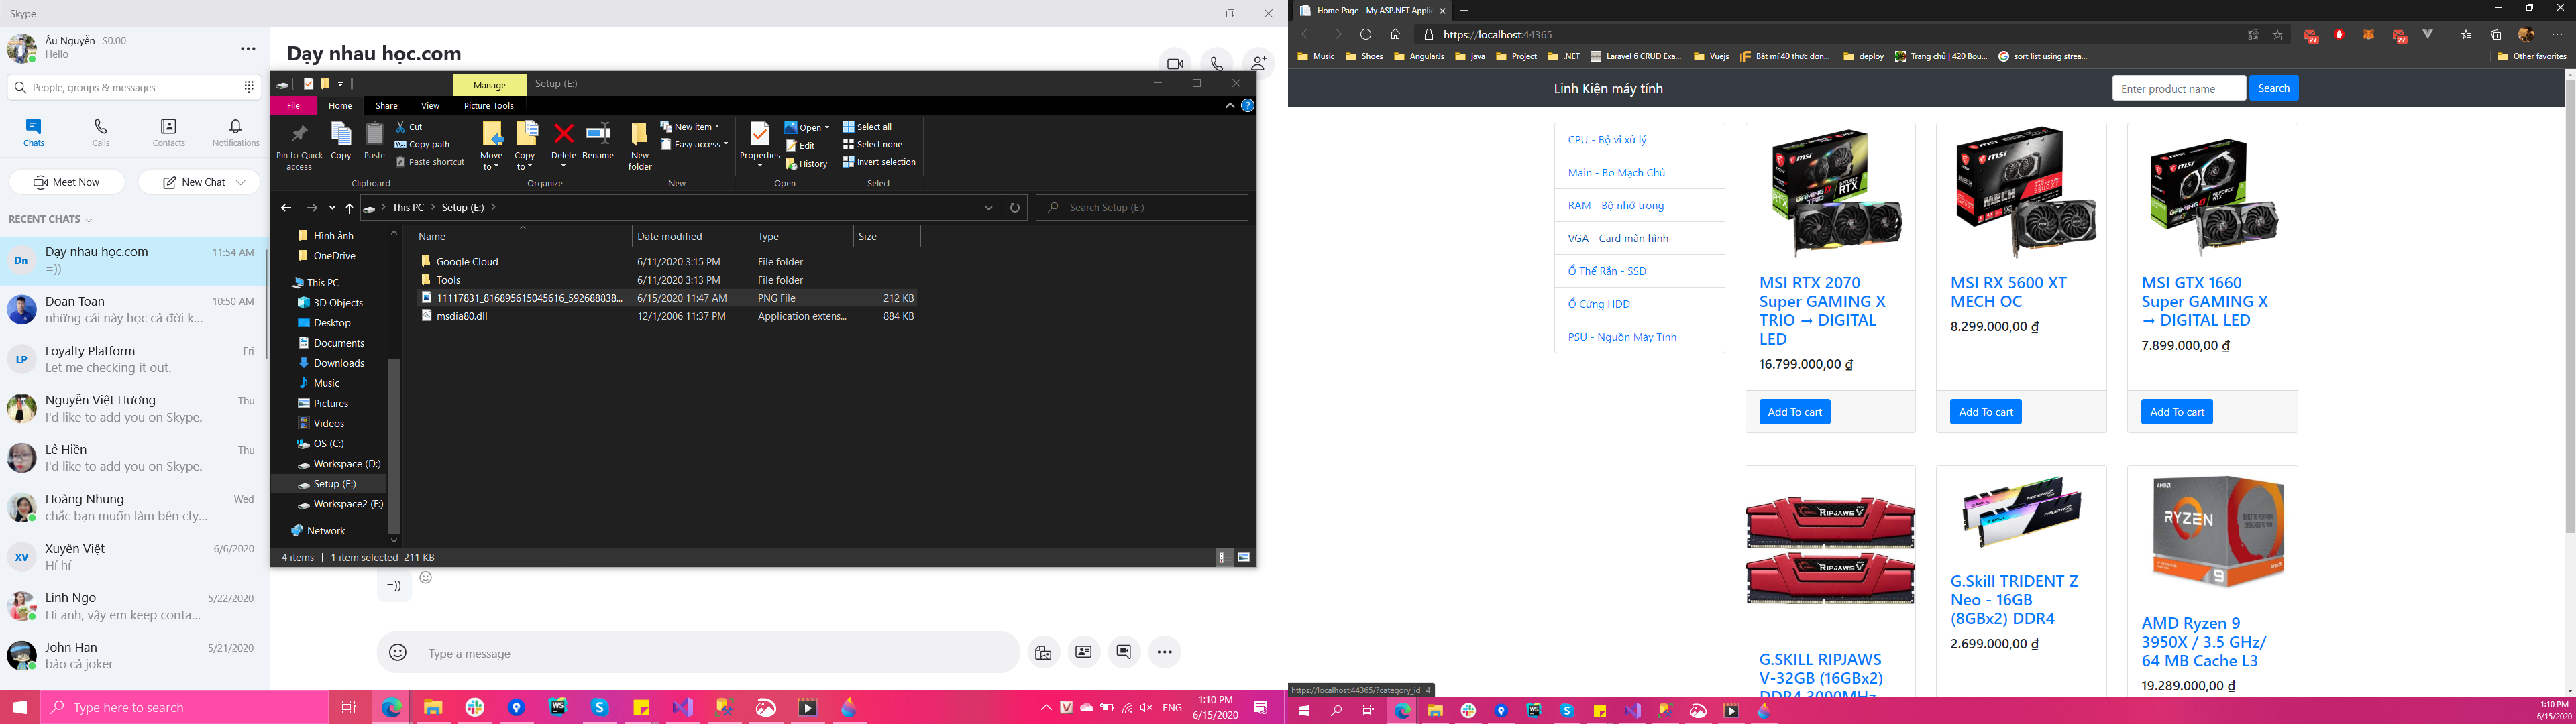 Skype
Âu Nguyễn $0.00
Hello
People, groups & messages
Chats
Calls
Contacts
Notifications
Meet Now
New Chat
RECENT CHATS
Dn
Dạy nhau học.com
11:54 AM
=))
Doan Toan
10:50 AM
những cái này học cả đời k...
LP
Loyalty Platform
Fri
Let me checking it out.
Nguyễn Việt Hương
Thu
I'd like to add you on Skype.
Lê Hiền
Thu
I'd like to add you on Skype.
Hoàng Nhung
Wed
chắc bạn muốn làm bên cty...
XV
Xuyên Việt
6/6/2020
Hí hí
Linh Ngo
5/22/2020
Hi anh, vậy em keep conta...
John Han
5/21/2020
bảo cả joker
Dạy nhau học.com
Manage
Setup (E:)
File
Home
Share
View
Picture Tools
Pin to Quick access
Copy
Paste
Cut
Copy path
Paste shortcut
Clipboard
Move to
Copy to
Delete
Rename
Organize
New folder
New item
Easy access
New
Properties
Open
Edit
History
Open
Select all
Select none
Invert selection
Select
This PC
Setup (E:)
Search Setup (E:)
Hình ảnh
OneDrive
This PC
3D Objects
Desktop
Documents
Downloads
Music
Pictures
Videos
OS (C:)
Workspace (D:)
Setup (E:)
Workspace2 (F:)
Network
Name
Date modified
Type
Size
Google Cloud
6/11/2020 3:15 PM
File folder
Tools
6/11/2020 3:13 PM
File folder
11117831_816895615045616_592688838...
6/15/2020 11:47 AM
PNG File
212 KB
msdia80.dll
12/1/2006 11:37 PM
Application extens...
884 KB
4 items
1 item selected 211 KB
=))
Type a message
Type here to search
ENG
1:10 PM
6/15/2020
Home Page - My ASP.NET Applic
https://localhost:44365
27
27
Music
Shoes
AngularJs
java
Project
.NET
Laravel 6 CRUD Exa...
Vuejs
Bật mí 40 thực đơn...
deploy
Trang chủ | 420 Bou...
sort list using strea...
Other favorites
Linh Kiện máy tính
Enter product name
Search
CPU - Bộ vi xử lý
Main - Bo Mạch Chủ
RAM - Bộ nhớ trong
VGA - Card màn hình
Ổ Thể Rắn - SSD
Ổ Cứng HDD
PSU - Nguồn Máy Tính
MSI RTX 2070
Super GAMING X
TRIO → DIGITAL
LED
16.799.000,00 ₫
Add To cart
MSI RX 5600 XT
MECH OC
8.299.000,00 ₫
Add To cart
MSI GTX 1660
Super GAMING X
→ DIGITAL LED
7.899.000,00 ₫
Add To cart
RIPJAWS V
RIPJAWS V
G.SKILL RIPJAWS
V-32GB (16GBx2)
DDR4 3000MHz
G.Skill TRIDENT Z
Neo - 16GB
(8GBx2) DDR4
2.699.000,00 ₫
AMD
RYZEN
9
AMD Ryzen 9
3950X / 3.5 GHz/
64 MB Cache L3
19.289.000,00 ₫
https://localhost:44365/?category_id=4
1:10 PM
6/15/2020